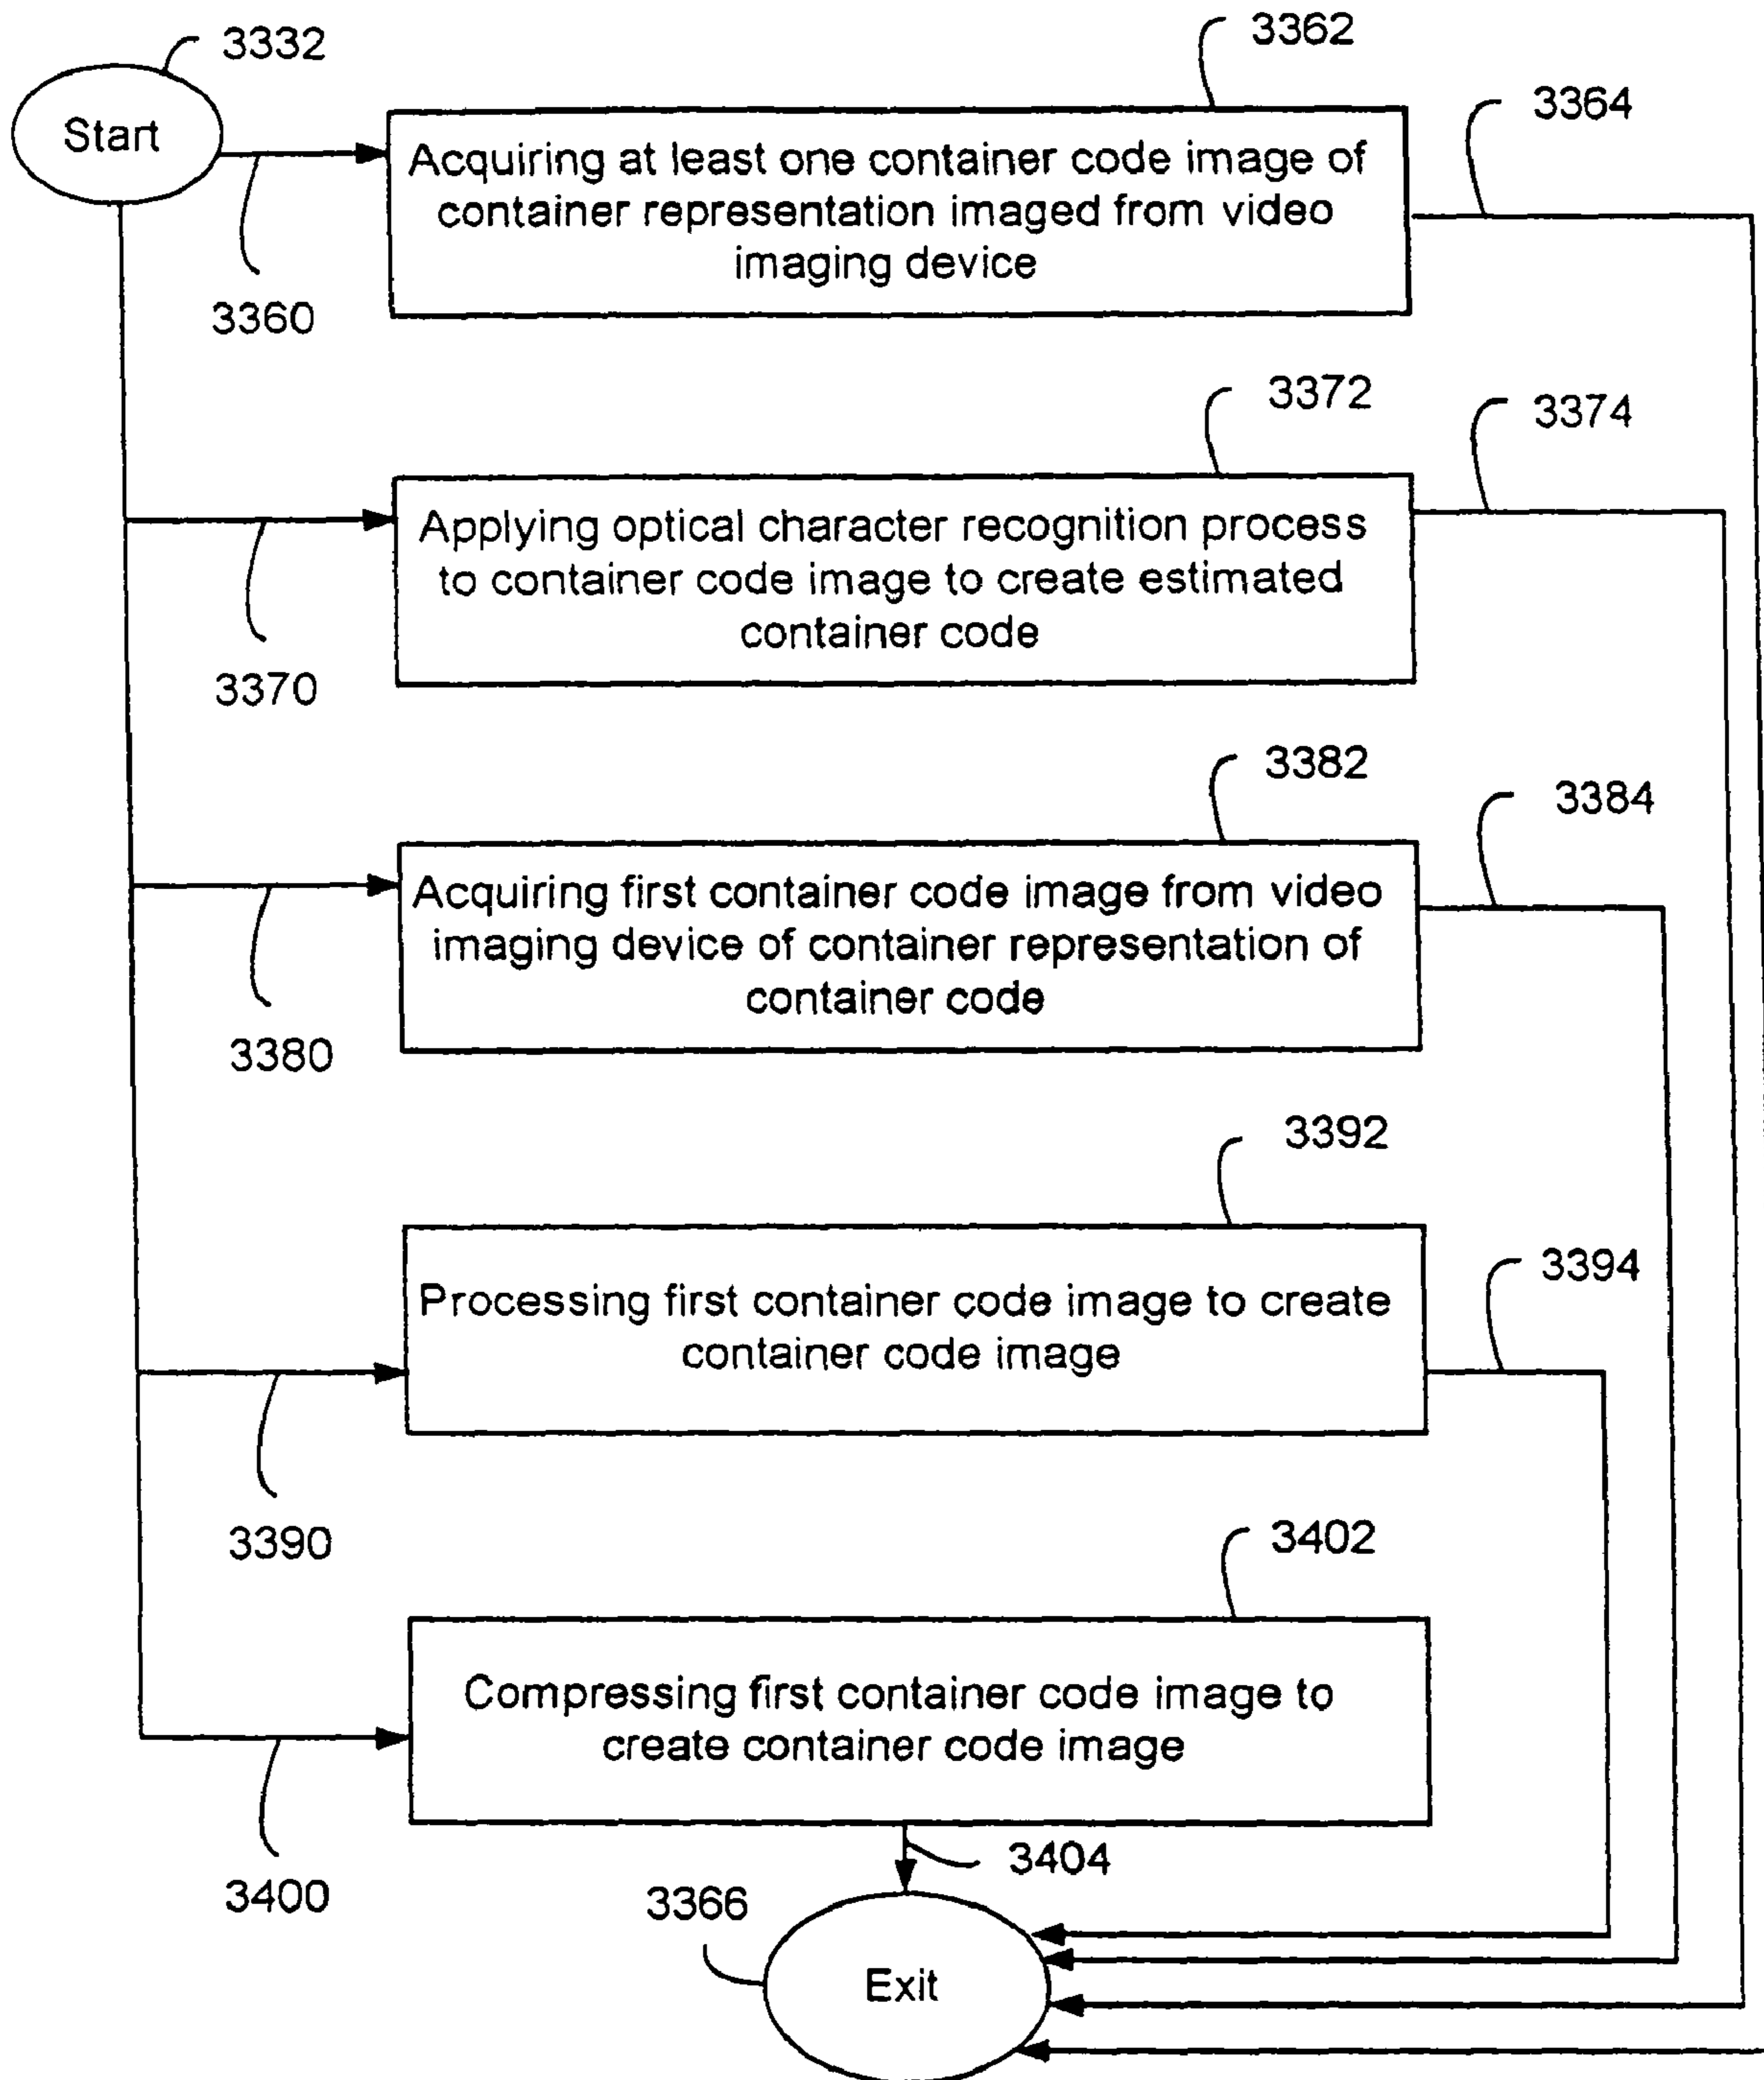 3332
3362
Start
3364
Acquiring at least one container code image of
container representation imaged from video
imaging device
3360
3372
3374
Applying optical character recognition process
to container code image to create estimated
container code
3370
3382
3384
Acquiring first container code image from video
imaging device of container representation of
container code
3380
3392
3394
Processing first container code image to create
container code image
3390
3402
Compressing first container code image to
create container code image
3404
3400
3366
Exit